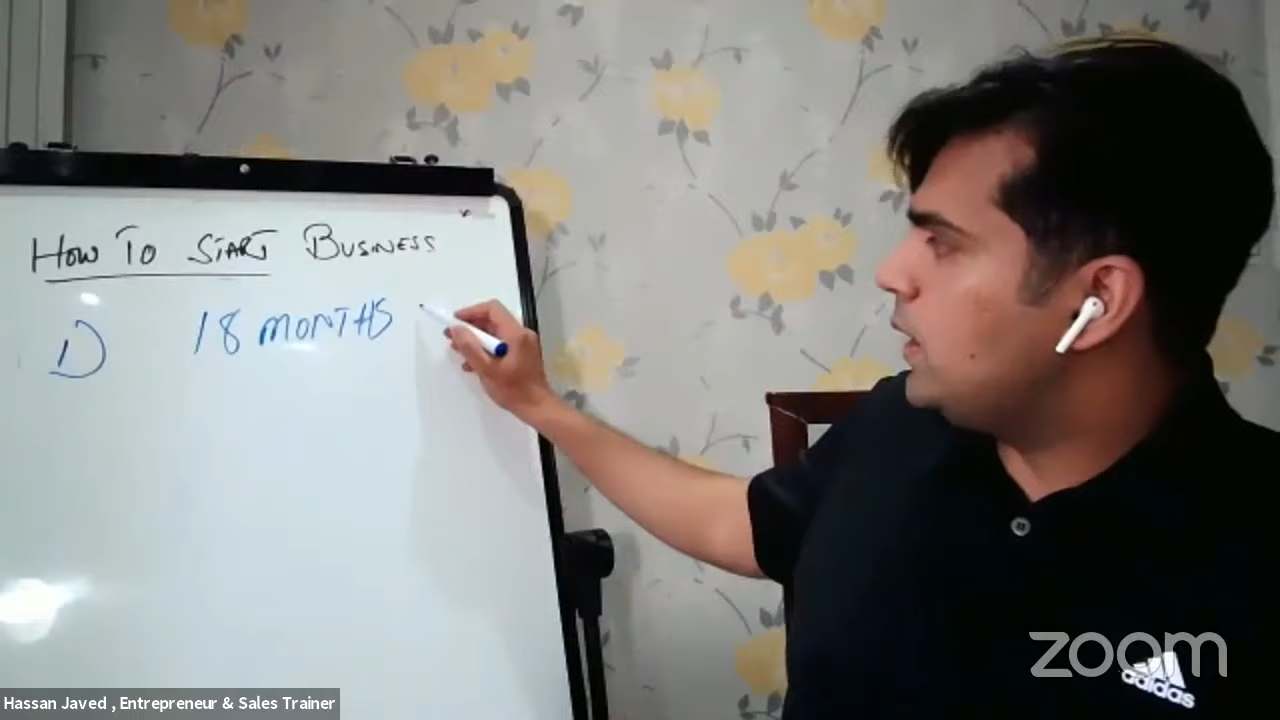 HOW TO START BUSINESS
1) 18 MONTHS
zoom
adidas
Hassan Javed , Entrepreneur & Sales Trainer